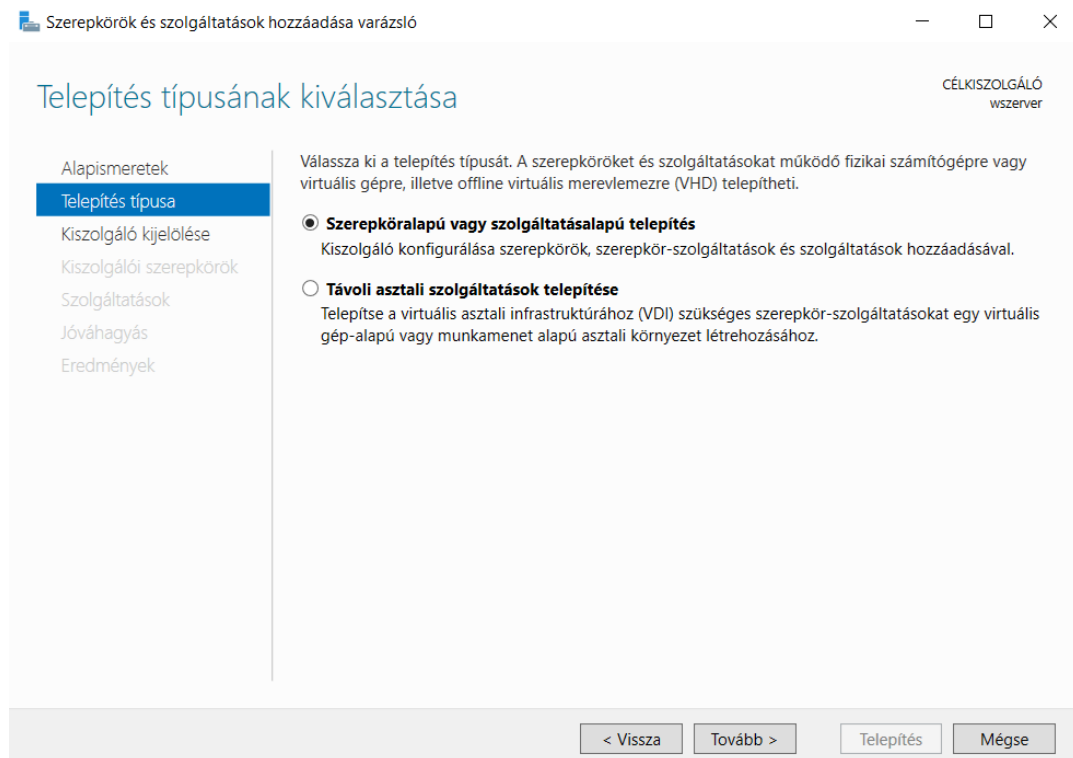 Szerepkörök és szolgáltatások hozzáadása varázsló
Telepítés típusának kiválasztása
CÉLKISZOLGÁLÓ
wszerver
Alapismeretek
Telepítés típusa
Kiszolgáló kijelölése
Kiszolgálói szerepkörök
Szolgáltatások
Jóváhagyás
Eredmények
Válassza ki a telepítés típusát. A szerepköröket és szolgáltatásokat működő fizikai számítógépre vagy
virtuális gépre, illetve offline virtuális merevlemezre (VHD) telepítheti.
Szerepköralapú vagy szolgáltatásalapú telepítés
Kiszolgáló konfigurálása szerepkörök, szerepkör-szolgáltatások és szolgáltatások hozzáadásával.
Távoli asztali szolgáltatások telepítése
Telepítse a virtuális asztali infrastruktúrához (VDI) szükséges szerepkör-szolgáltatásokat egy virtuális
gép-alapú vagy munkamenet alapú asztali környezet létrehozásához.
< Vissza
Tovább >
Telepítés
Mégse